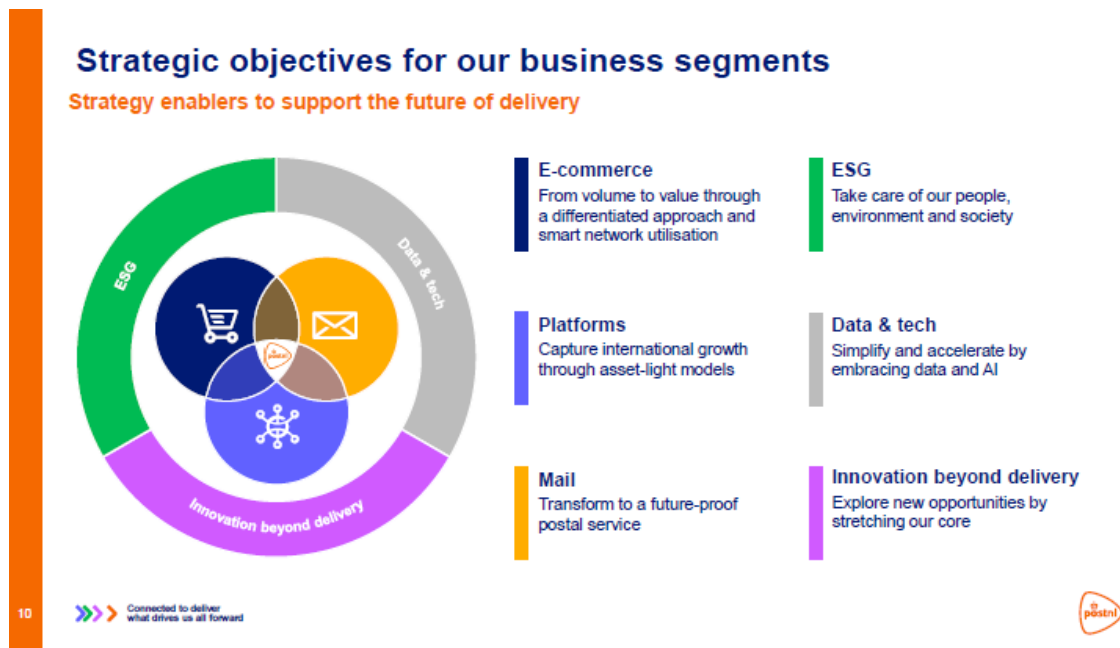 Strategic objectives for our business segments
Strategy enablers to support the future of delivery
ESG
Data & tech
postnl
Innovation beyond delivery
E-commerce
From volume to value through
a differentiated approach and
smart network utilisation
Platforms
Capture international growth
through asset-light models
Mail
Transform to a future-proof
postal service
ESG
Take care of our people,
environment and society
Data & tech
Simplify and accelerate by
embracing data and AI
Innovation beyond delivery
Explore new opportunities by
stretching our core
10
Connected to deliver
what drives us all forward
postnl